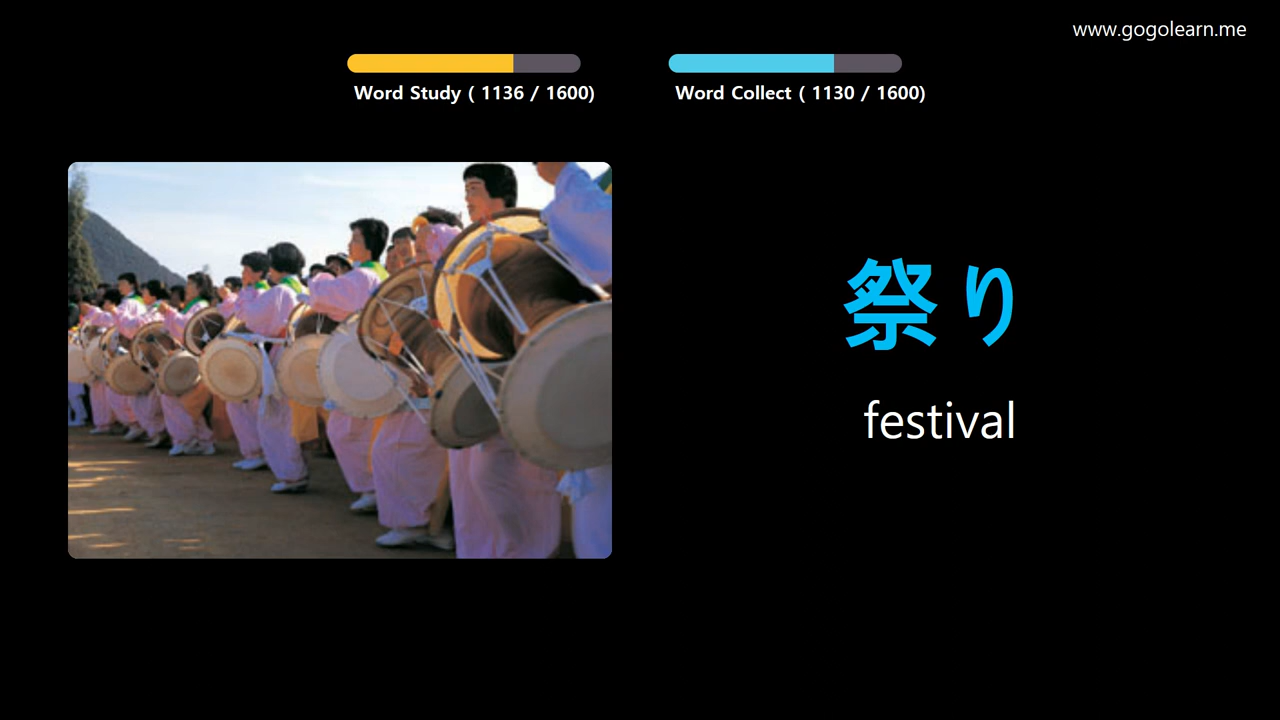 www.gogolearn.me
Word Study ( 1136 / 1600)
Word Collect ( 1130 / 1600)
祭り
festival